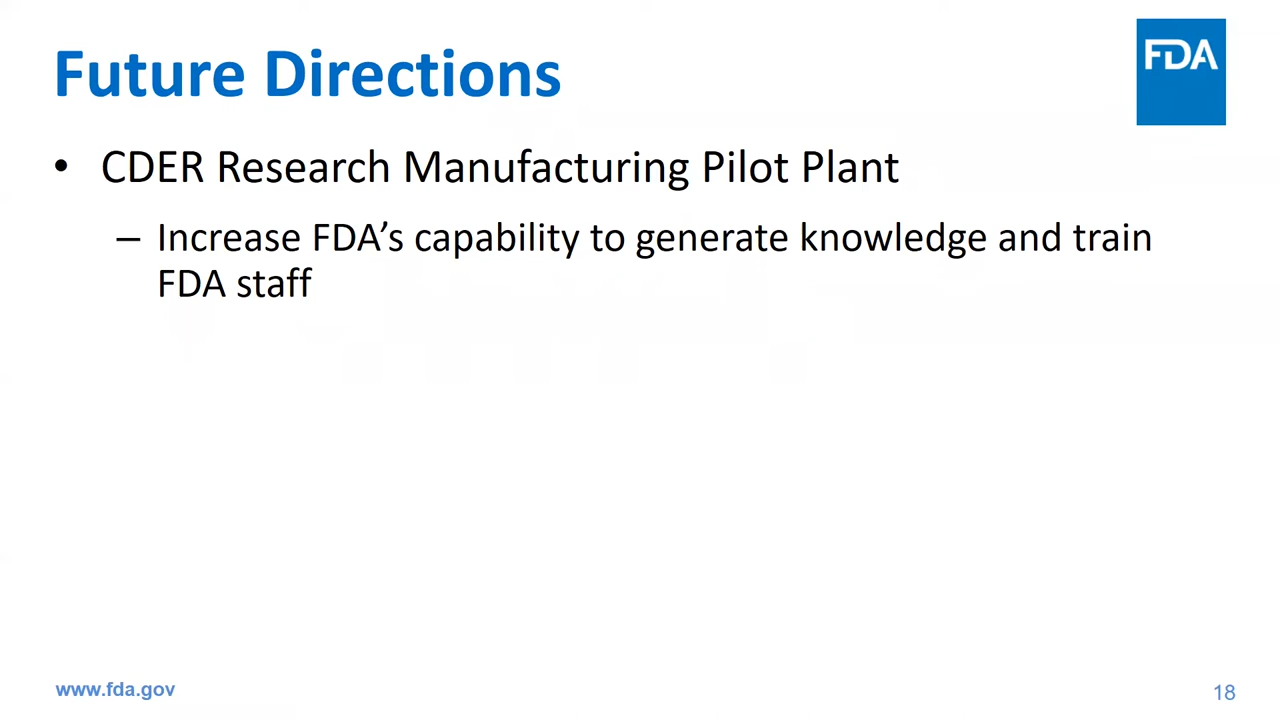 Future Directions
FDA
• CDER Research Manufacturing Pilot Plant
– Increase FDA’s capability to generate knowledge and train
FDA staff
www.fda.gov
18